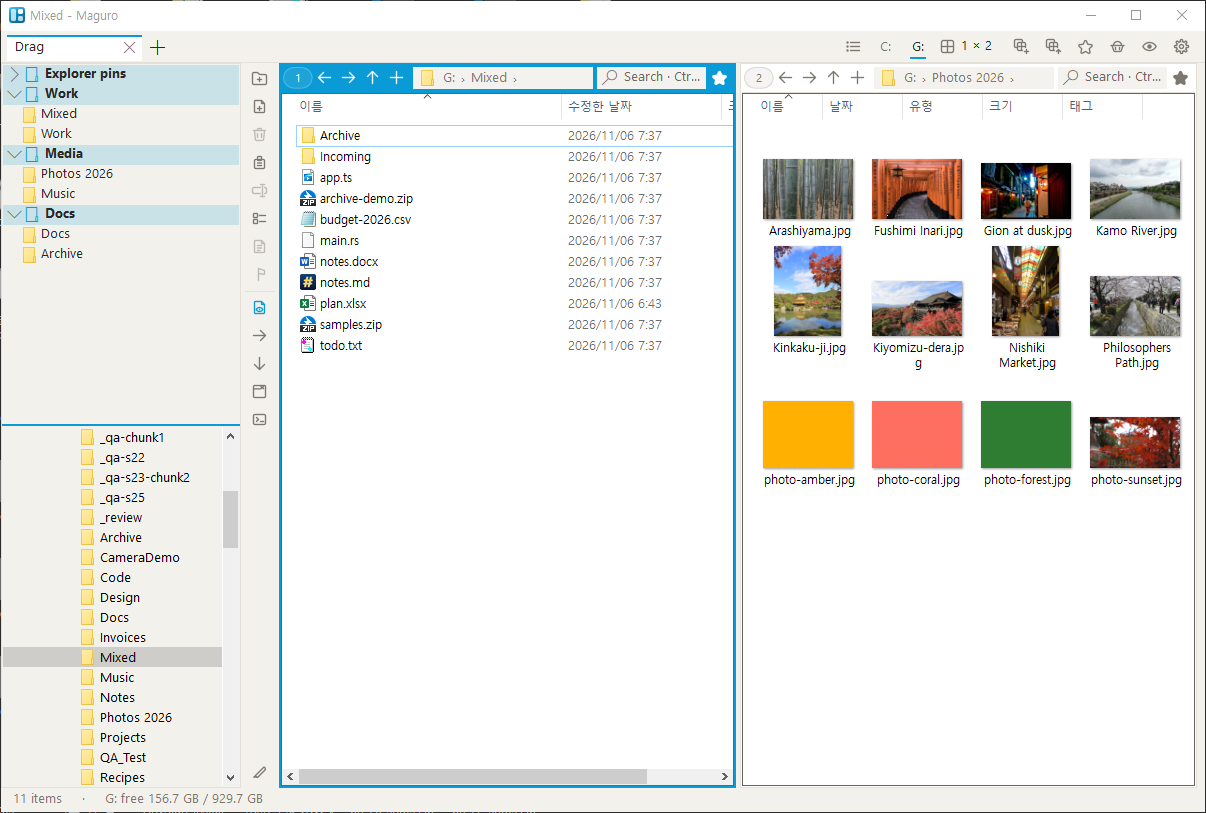 Mixed - Maguro
Drag
C:
G:
1 × 2
Explorer pins
Work
Mixed
Work
Media
Photos 2026
Music
Docs
Docs
Archive
_qa-chunk1
_qa-s22
_qa-s23-chunk2
_qa-s25
_review
Archive
CameraDemo
Code
Design
Docs
Invoices
Mixed
Music
Notes
Photos 2026
Projects
QA_Test
Recipes
1
G: › Mixed ›
Search · Ctr...
이름
수정한 날짜
Archive 2026/11/06 7:37
Incoming 2026/11/06 7:37
app.ts 2026/11/06 7:37
archive-demo.zip 2026/11/06 7:37
budget-2026.csv 2026/11/06 7:37
main.rs 2026/11/06 7:37
notes.docx 2026/11/06 7:37
notes.md 2026/11/06 7:37
plan.xlsx 2026/11/06 6:43
samples.zip 2026/11/06 7:37
todo.txt 2026/11/06 7:37
2
G: › Photos 2026 ›
Search · Ctr...
이름 날짜 유형 크기 태그
Arashiyama.jpg
Fushimi Inari.jpg
Gion at dusk.jpg
Kamo River.jpg
Kinkaku-ji.jpg
Kiyomizu-dera.jp
g
Nishiki
Market.jpg
Philosophers
Path.jpg
photo-amber.jpg
photo-coral.jpg
photo-forest.jpg
photo-sunset.jpg
11 items · G: free 156.7 GB / 929.7 GB